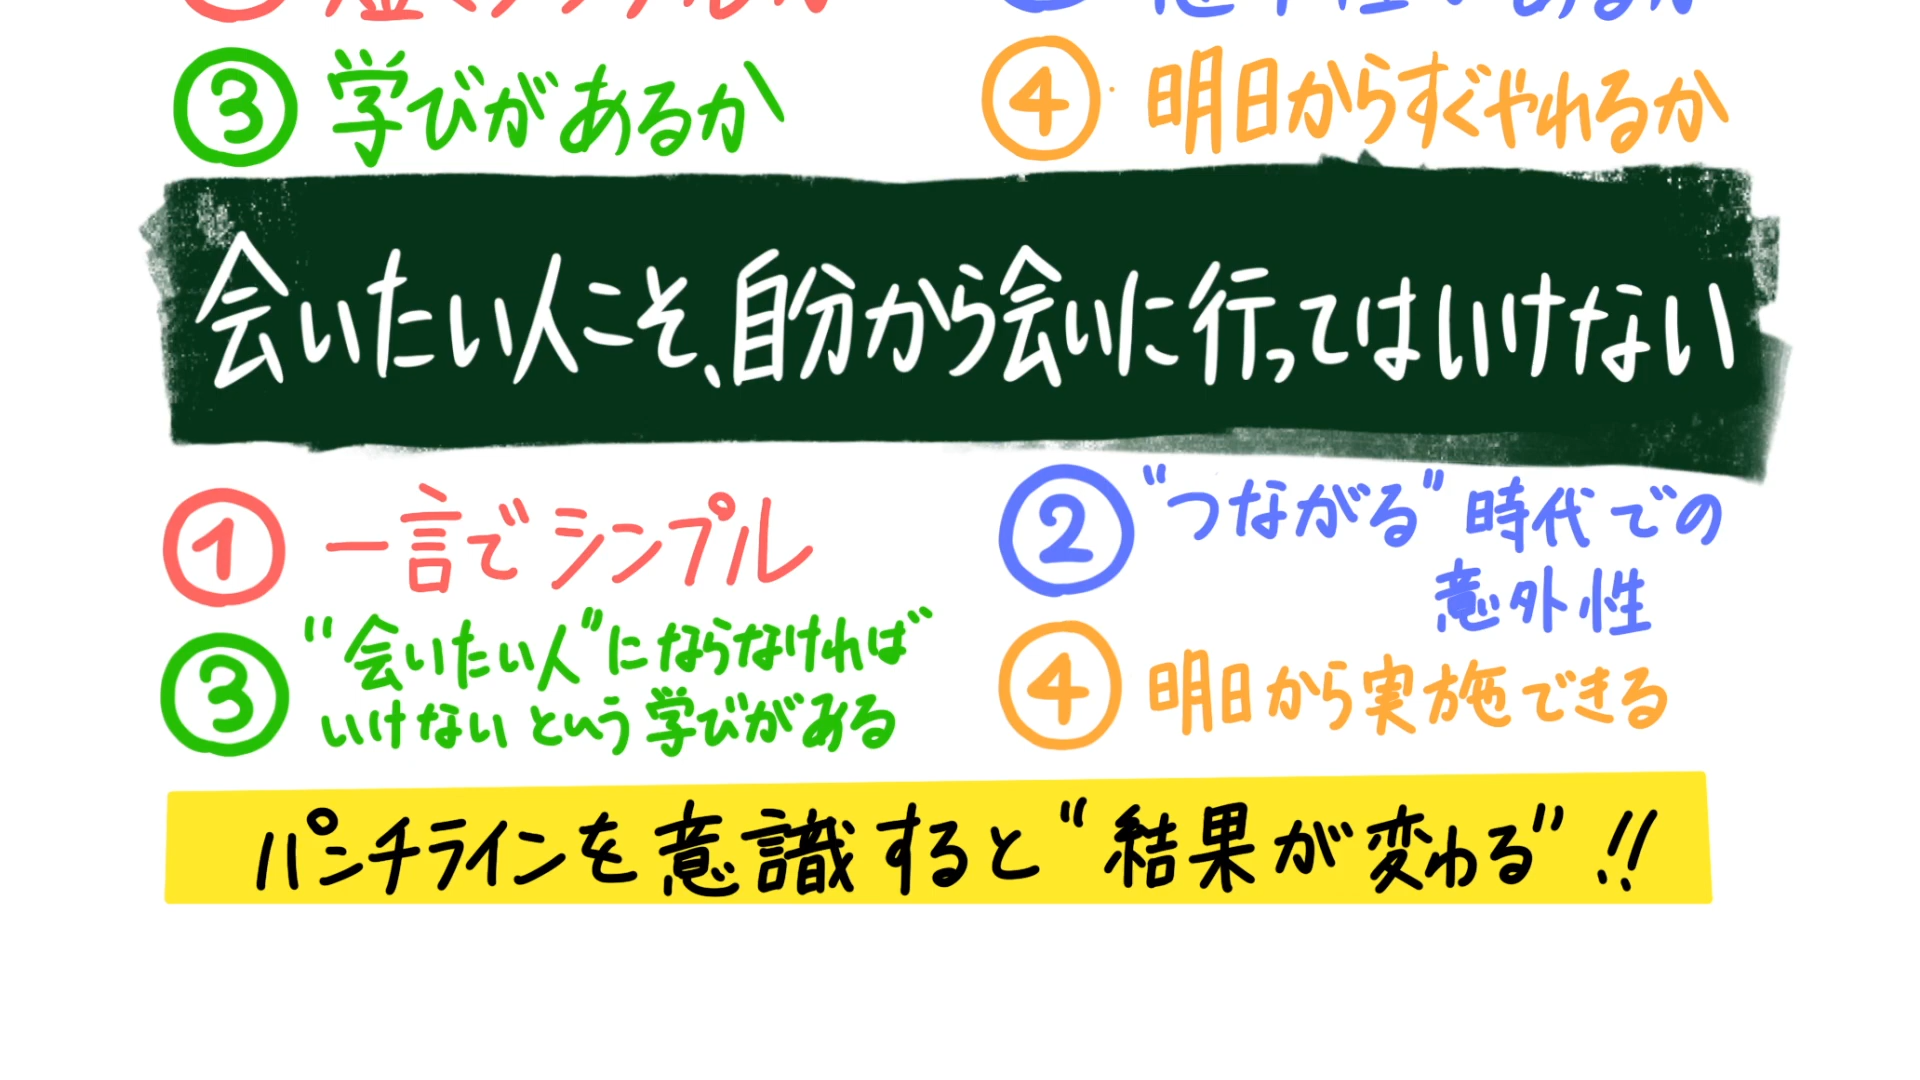 ③ 学びがあるか
④ 明日からすぐやれるか
会いたい人こそ、自分から会いに行ってはいけない
① 一言でシンプル
② “つながる”時代での
意外性
③ “会いたい人”にならなければ
いけないという学びがある
④ 明日から実施できる
パンチラインを意識すると“結果が変わる”!!